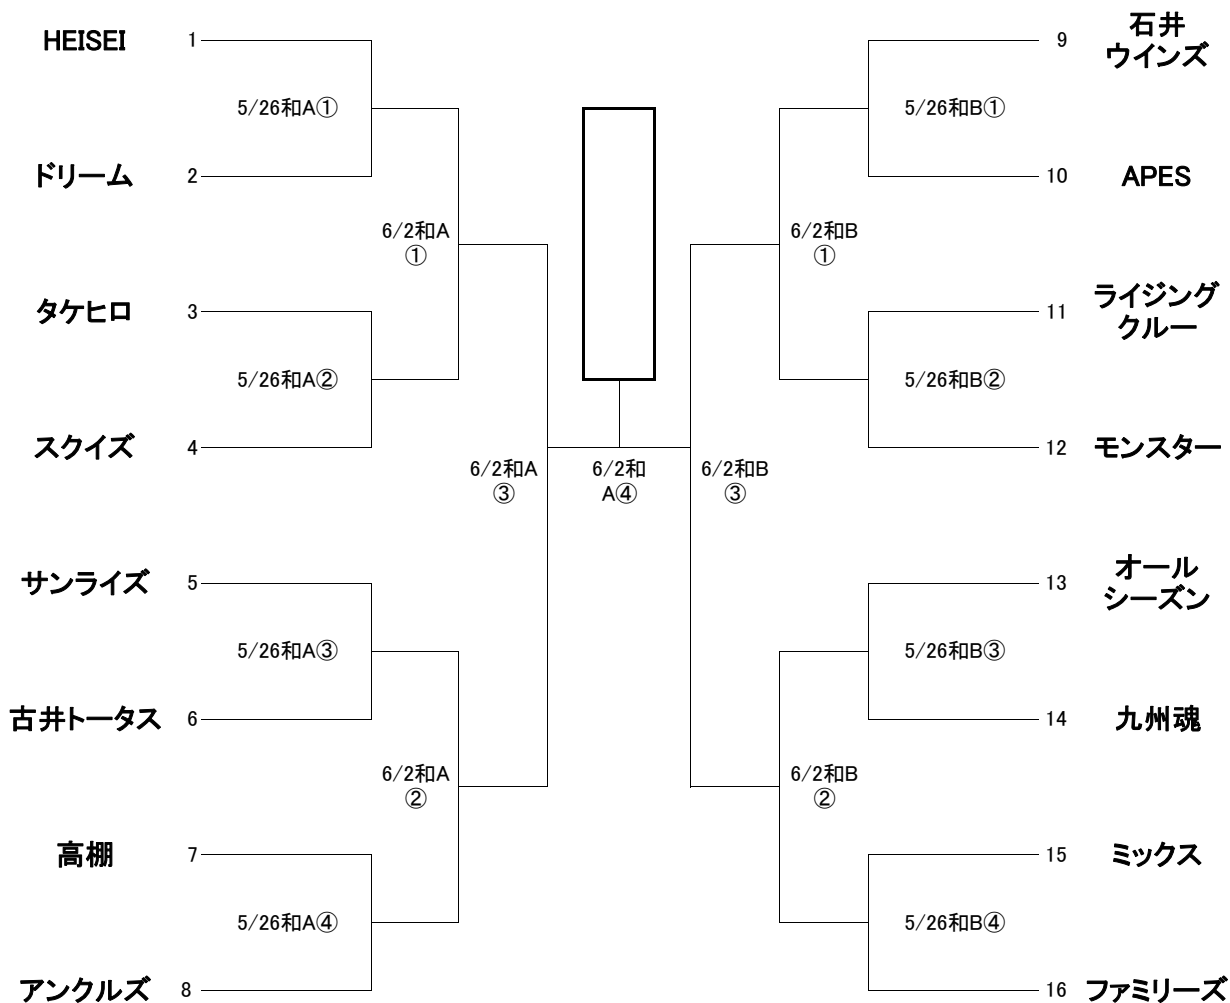 HEISEI 1
5/26和A①
ドリーム 2
6/2和A
①
タケヒロ 3
5/26和A②
スクイズ 4
6/2和A
③
サンライズ 5
5/26和A③
古井トータス 6
6/2和A
②
高棚 7
5/26和A④
アンクルズ 8
6/2和
A④
9 石井
ウインズ
5/26和B①
10 APES
6/2和B
①
11 ライジング
クルー
5/26和B②
12 モンスター
6/2和B
③
13 オール
シーズン
5/26和B③
14 九州魂
6/2和B
②
15 ミックス
5/26和B④
16 ファミリーズ